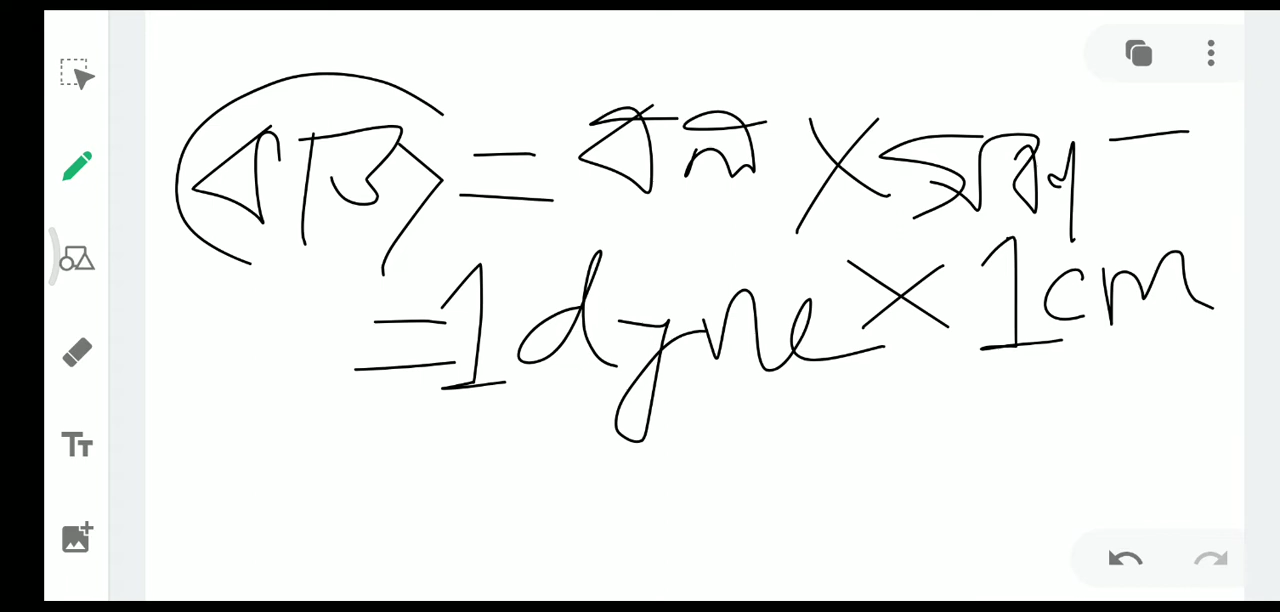 = বল × সরণ
= 1 dyne × 1 cm